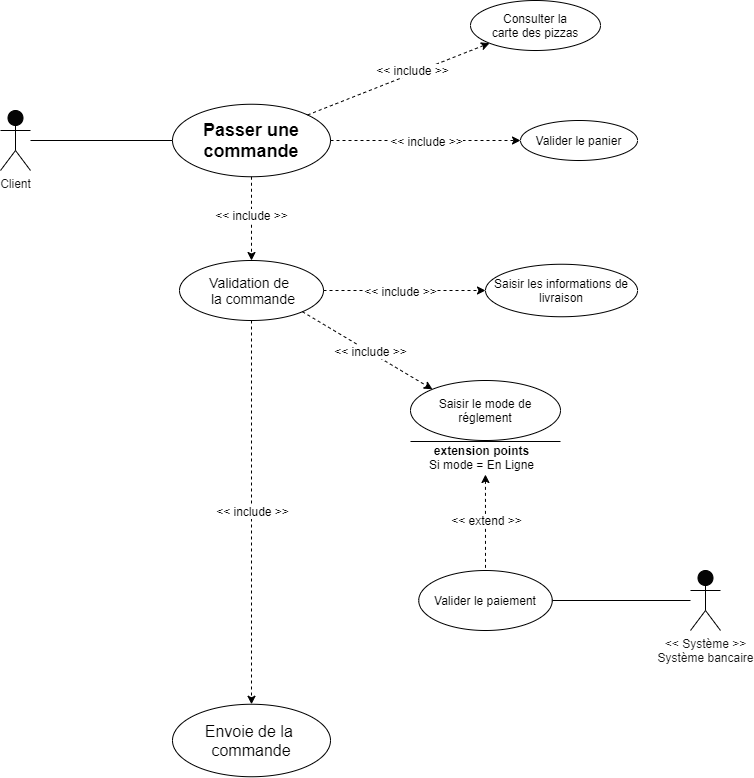 Consulter la
carte des pizzas
<< include >>
Passer une
commande
<< include >>
Valider le panier
Client
<< include >>
Validation de
la commande
<< include >>
Saisir les informations de
livraison
<< include >>
Saisir le mode de
réglement
extension points
Si mode = En Ligne
<< include >>
<< extend >>
Valider le paiement
<< Système >>
Système bancaire
Envoie de la
commande